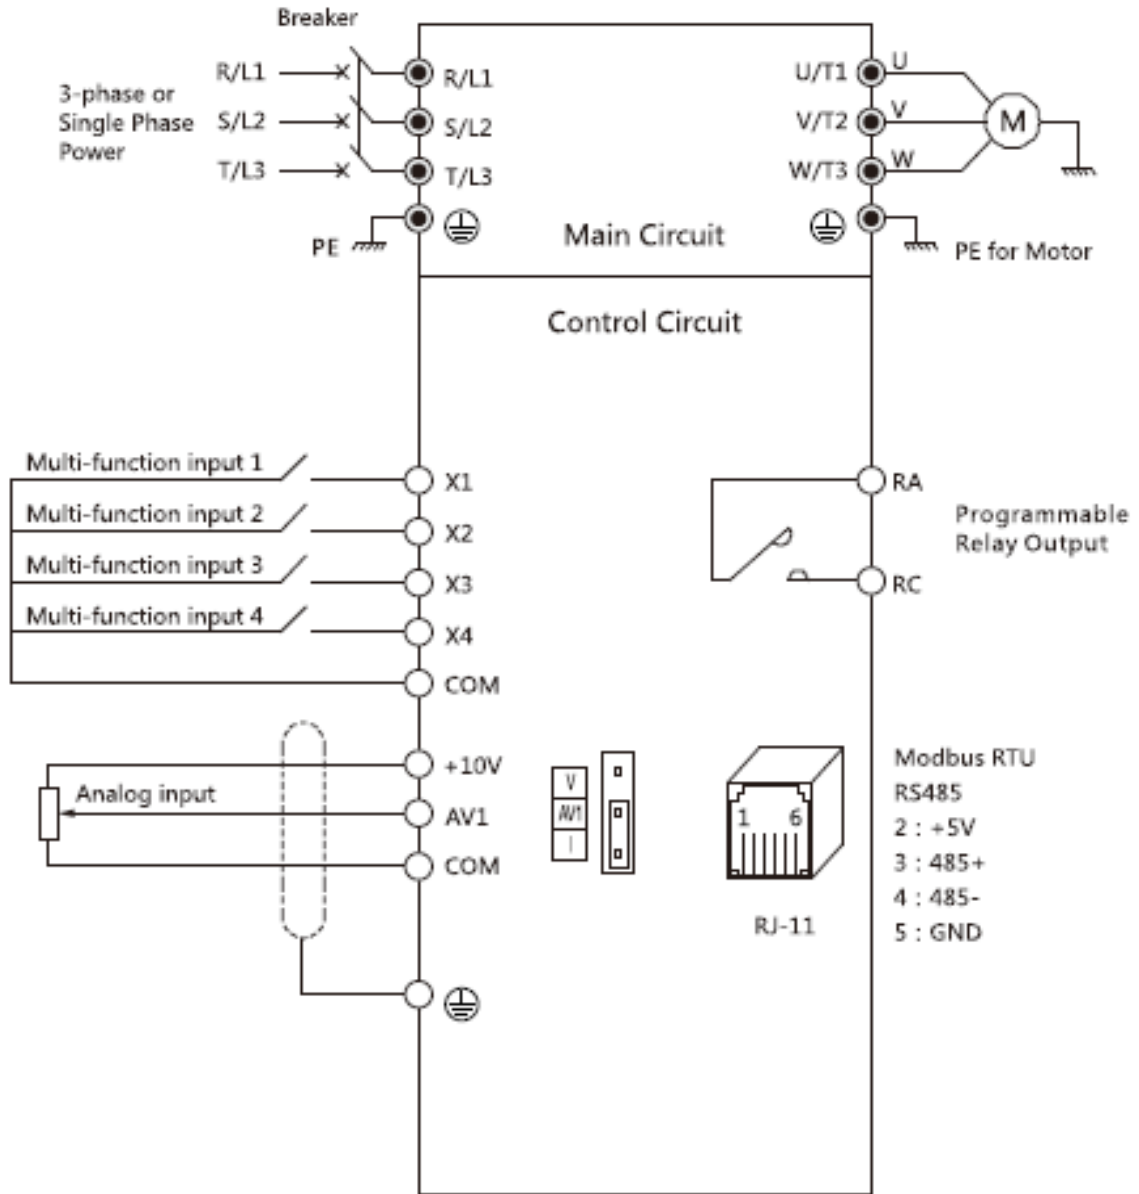 Breaker
3-phase or
Single Phase
Power
R/L1
S/L2
T/L3
PE
R/L1
S/L2
T/L3
U/T1
V/T2
W/T3
U
V
W
M
Main Circuit
PE for Motor
Control Circuit
Multi-function input 1
Multi-function input 2
Multi-function input 3
Multi-function input 4
X1
X2
X3
X4
COM
RA
RC
Programmable
Relay Output
Analog input
+10V
AV1
COM
V
AV1
I
1 6
RJ-11
Modbus RTU
RS485
2 : +5V
3 : 485+
4 : 485-
5 : GND